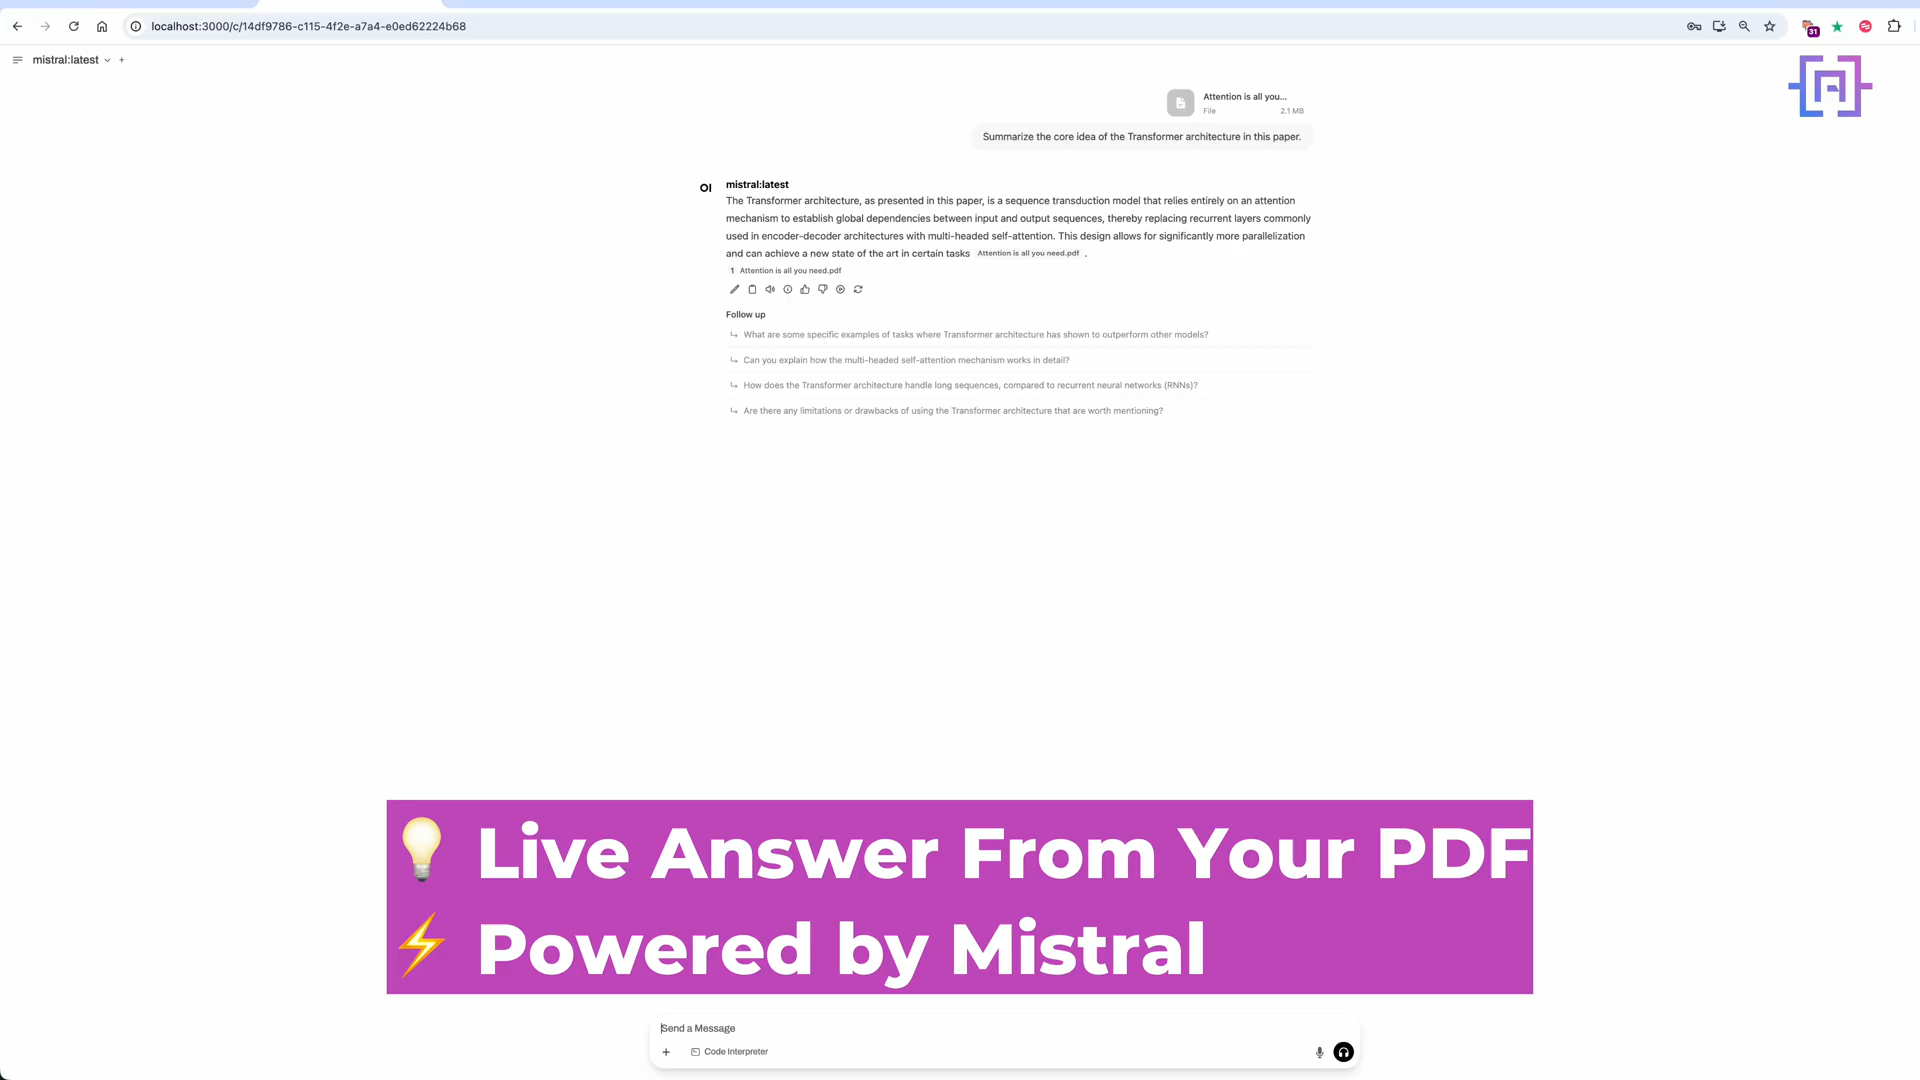 localhost:3000/c/14df9786-c115-4f2e-a7a4-e0ed62224b68
31
mistral:latest
Attention is all you...
File 2.1 MB
Summarize the core idea of the Transformer architecture in this paper.
OI
mistral:latest
The Transformer architecture, as presented in this paper, is a sequence transduction model that relies entirely on an attention
mechanism to establish global dependencies between input and output sequences, thereby replacing recurrent layers commonly
used in encoder-decoder architectures with multi-headed self-attention. This design allows for significantly more parallelization
and can achieve a new state of the art in certain tasks Attention is all you need.pdf .
1 Attention is all you need.pdf
Follow up
What are some specific examples of tasks where Transformer architecture has shown to outperform other models?
Can you explain how the multi-headed self-attention mechanism works in detail?
How does the Transformer architecture handle long sequences, compared to recurrent neural networks (RNNs)?
Are there any limitations or drawbacks of using the Transformer architecture that are worth mentioning?
💡 Live Answer From Your PDF
⚡ Powered by Mistral
Send a Message
Code Interpreter